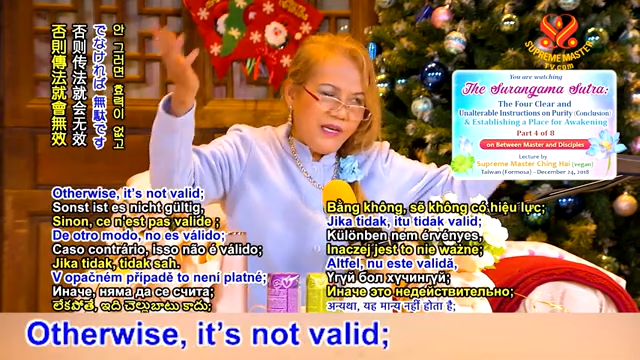 안 그러면 효력이 없고
でなければ 無駄です
否则传法就会无效
否則傳法就會無效
SUPREME MASTER
TV.com
You are watching
The Surangama Sutra:
The Four Clear and
Unalterable Instructions on Purity (Conclusion)
& Establishing a Place for Awakening
Part 4 of 8
on Between Master and Disciples
Lecture by
Supreme Master Ching Hai (vegan)
Taiwan (Formosa) - December 24, 2018
Otherwise, it's not valid;
Sonst ist es nicht gültig,
Sinon, ce n'est pas valide ;
De otro modo, no es válido;
Caso contrário, isso não é válido;
Jika tidak, tidak sah.
V opačném případě to není platné;
Иначе, няма да се счита;
లేకపోతే, ఇది చెల్లుబాటు కాదు;
Bằng không, sẽ không có hiệu lực;
Jika tidak, itu tidak valid;
Különben nem érvényes,
Inaczej jest to nie ważne;
Altfel, nu este validă,
Үгүй бол хүчингүй;
Иначе это недействительно;
अन्यथा, यह मान्य नहीं होता है;
Otherwise, it's not valid;